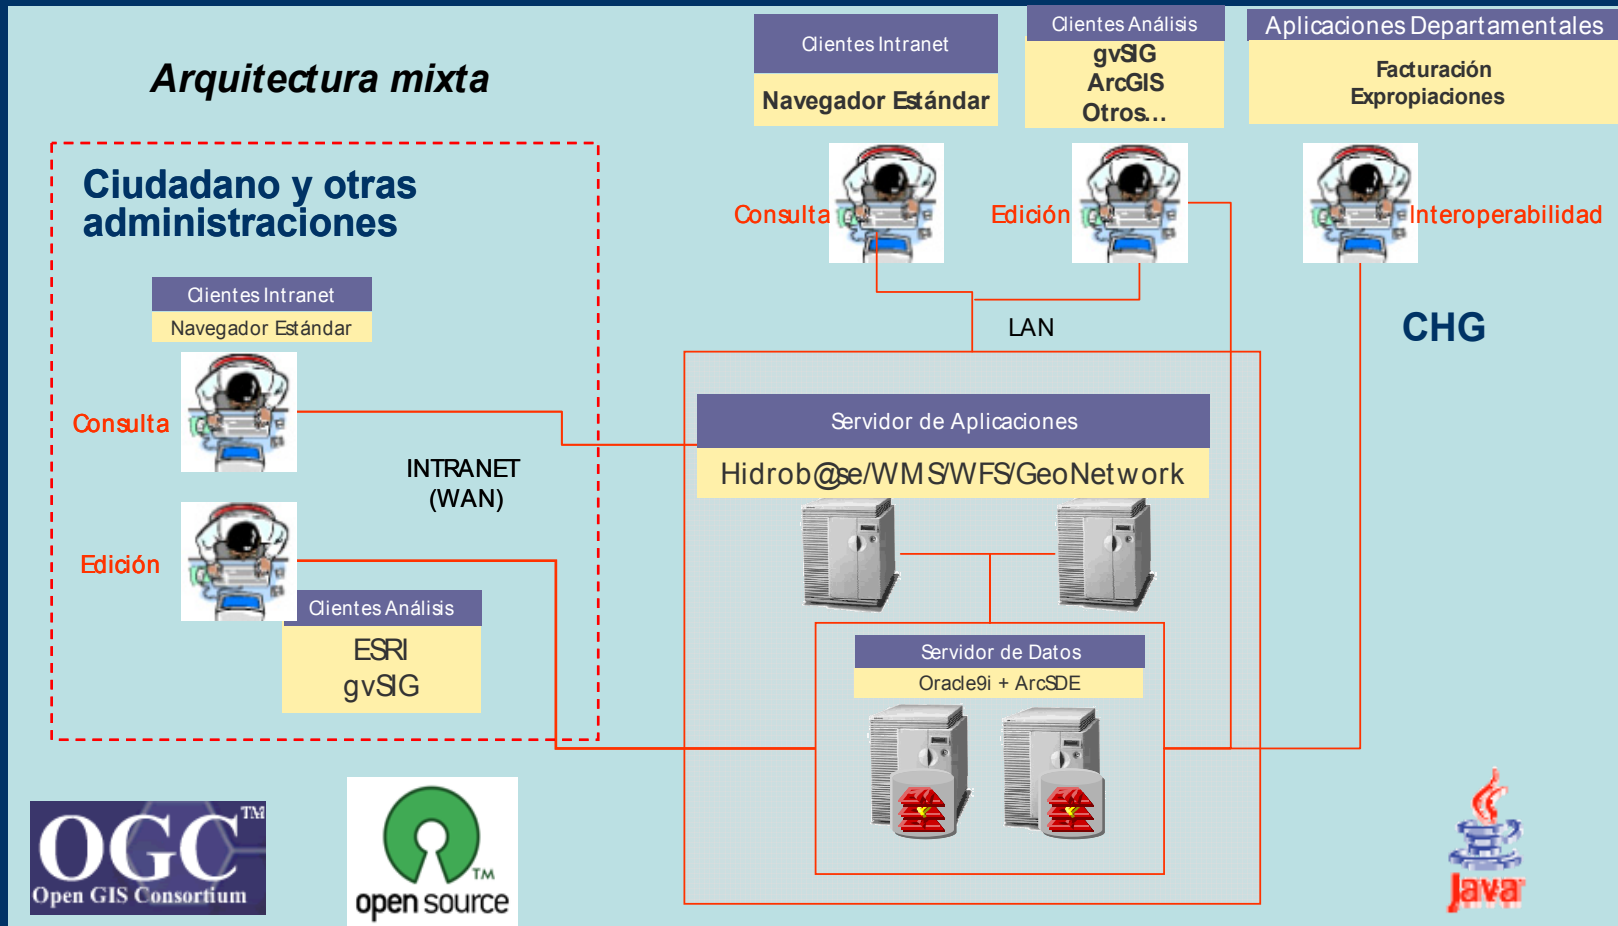 Arquitectura mixta
Clientes Intranet
Navegador Estándar
Clientes Análisis
gvSIG
ArcGIS
Otros...
Aplicaciones Departamentales
Facturación
Expropiaciones
Ciudadano y otras
administraciones
Consulta
Edición
Interoperabilidad
Clientes Intranet
Navegador Estándar
LAN
CHG
Consulta
INTRANET
(WAN)
Servidor de Aplicaciones
Hidrob@se/WMS/WFS/GeoNetwork
Edición
Clientes Análisis
ESRI
gvSIG
Servidor de Datos
Oracle9i + ArcSDE
OGC™
Open GIS Consortium
TM
open source
Java